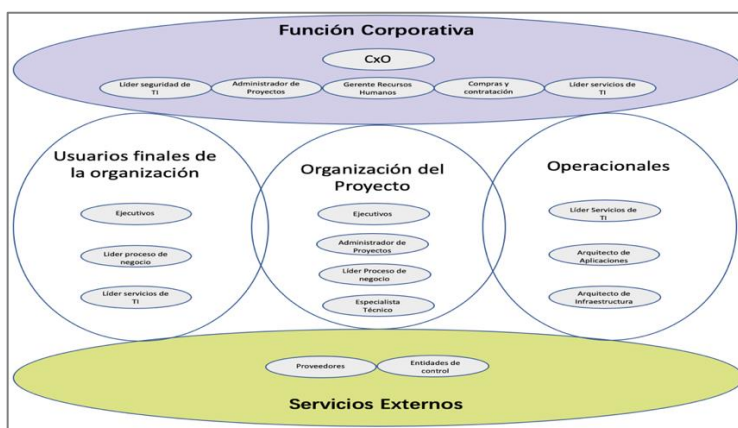 Función Corporativa
CxO
Líder seguridad de
TI
Administrador de
Proyectos
Gerente Recursos
Humanos
Compras y
contratación
Líder servicios de
TI
Usuarios finales de
la organización
Ejecutivos
Líder proceso de
negocio
Líder servicios de
TI
Organización del
Proyecto
Ejecutivos
Administrador de
Proyectos
Líder Proceso de
negocio
Especialista
Técnico
Operacionales
Líder Servicios de
TI
Arquitecto de
Aplicaciones
Arquitecto de
Infraestructura
Proveedores
Entidades de
control
Servicios Externos